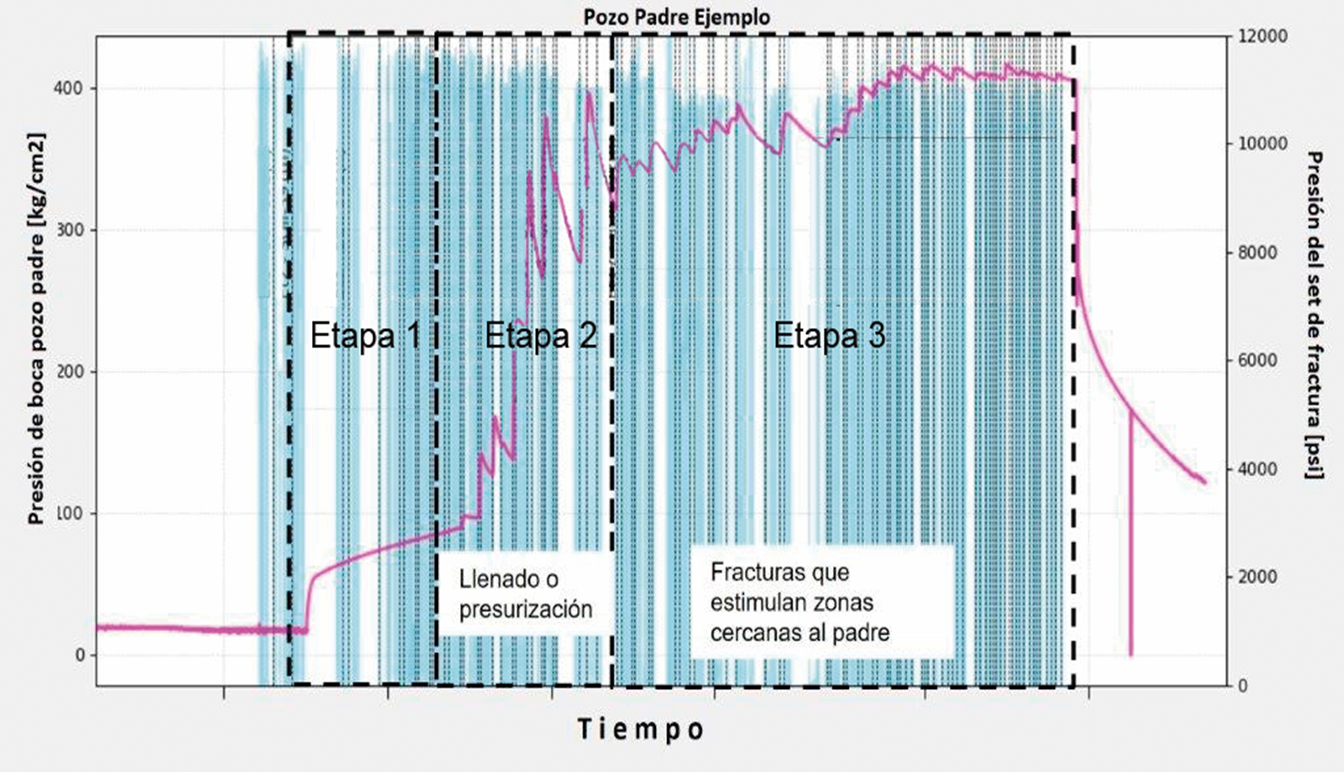 Pozo Padre Ejemplo
Presión de boca pozo padre [kg/cm2]
400
300
200
100
0
Etapa 1
Etapa 2
Etapa 3
Llenado o
presurización
Fracturas que
estimulan zonas
cercanas al padre
12000
10000
8000
6000
4000
2000
0
Presión del set de fractura [psi]
Tiempo